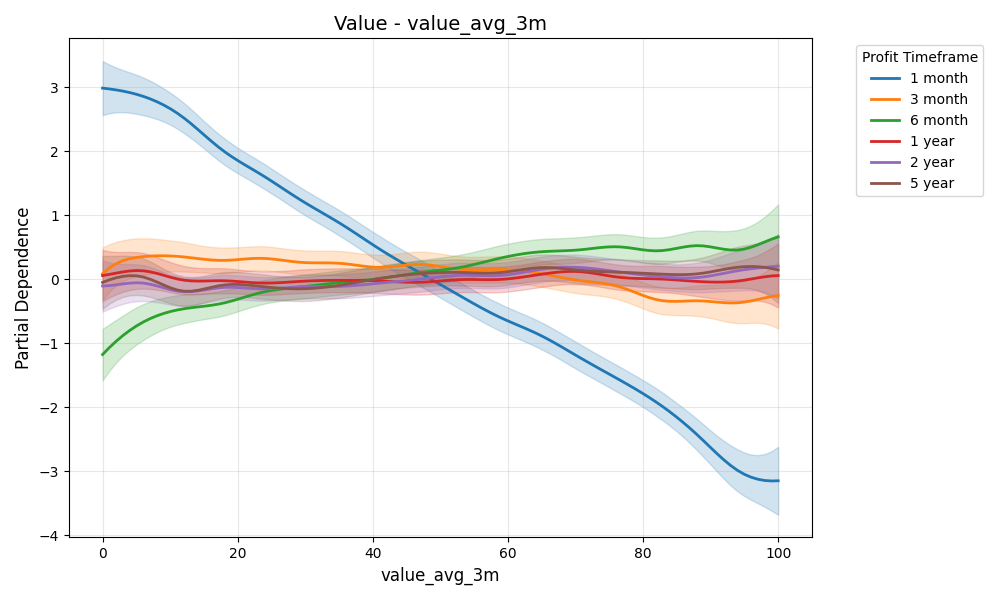 Value - value_avg_3m
Profit Timeframe
1 month
3 month
6 month
1 year
2 year
5 year
Partial Dependence
3
2
1
0
−1
−2
−3
−4
0 20 40 60 80 100
value_avg_3m